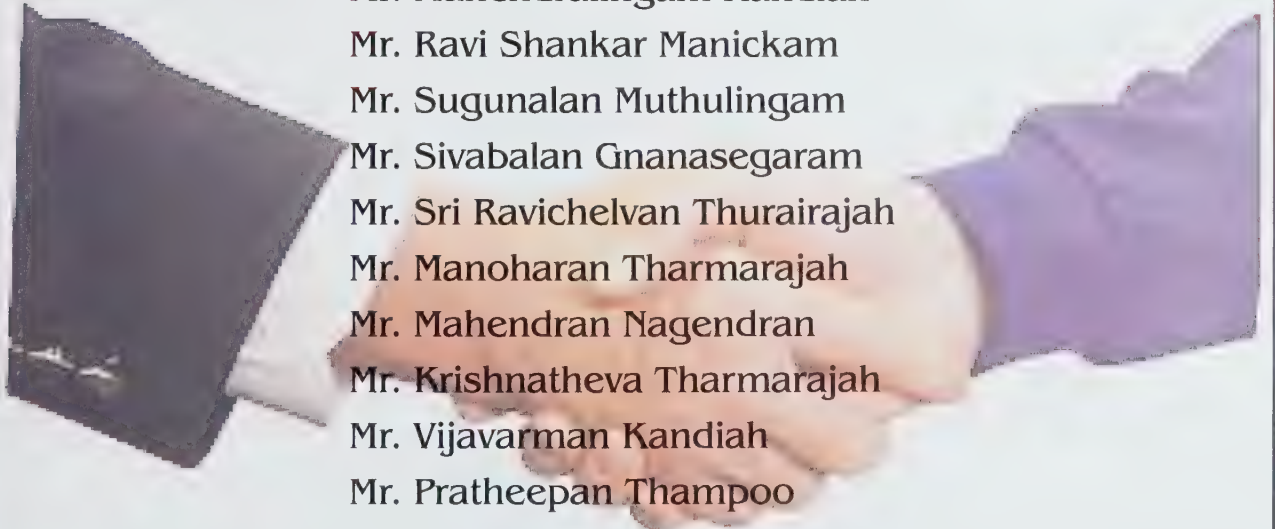 Mr. Ravi Shankar Manickam
Mr. Sugunalan Muthulingam
Mr. Sivabalan Gnanasegaram
Mr. Sri Ravichelvan Thurairajah
Mr. Manoharan Tharmarajah
Mr. Mahendran Nagendran
Mr. Krishnatheva Tharmarajah
Mr. Vijavarman Kandiah
Mr. Pratheepan Thampoo